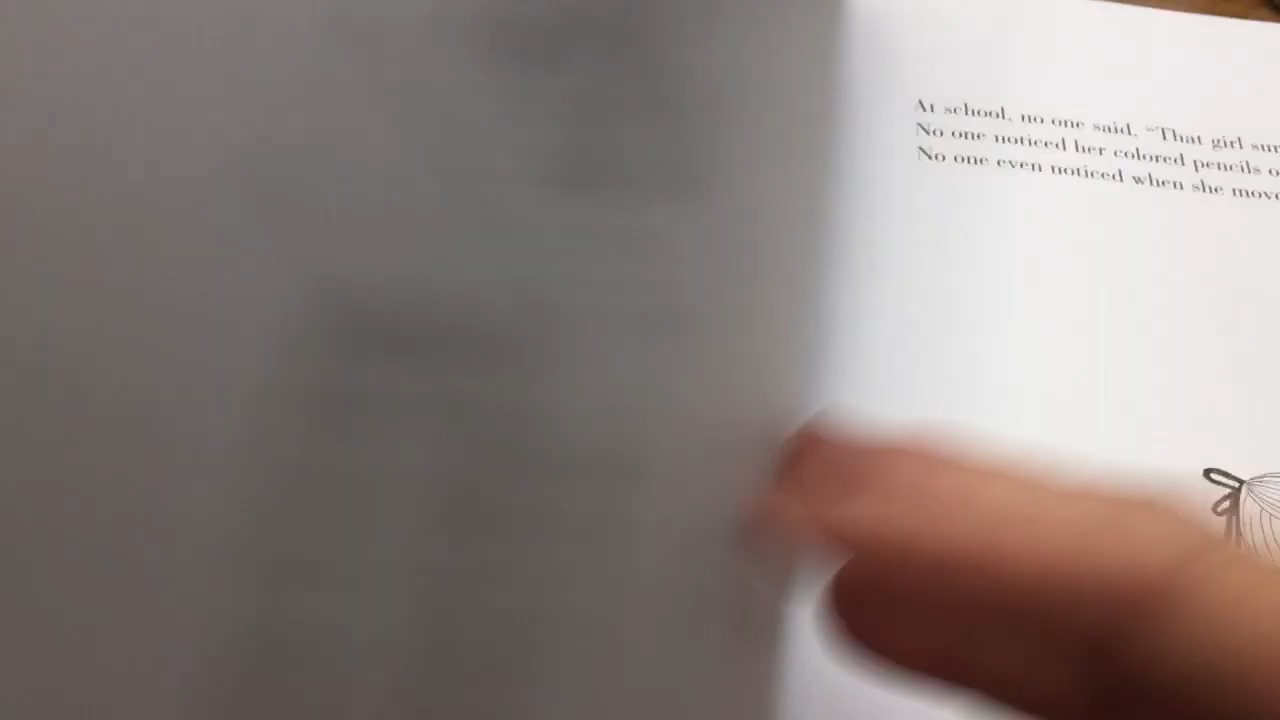 At school, no one said, “That girl sur
No one noticed her colored pencils o
No one even noticed when she move